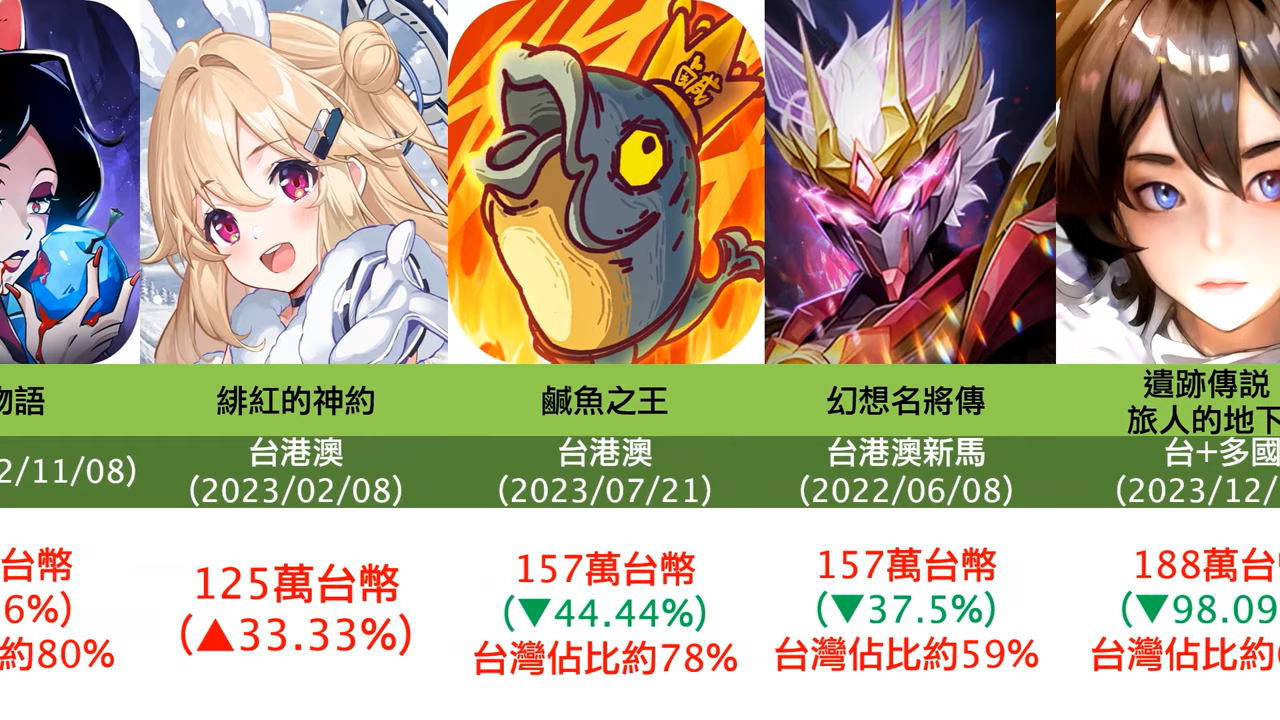 鹹
物語
2/11/08)
台幣
6%)
約80%
緋紅的神約
台港澳
(2023/02/08)
125萬台幣
(▲33.33%)
鹹魚之王
台港澳
(2023/07/21)
157萬台幣
(▼44.44%)
台灣佔比約78%
幻想名將傳
台港澳新馬
(2022/06/08)
157萬台幣
(▼37.5%)
台灣佔比約59%
遺跡傳説
旅人的地下
台+多國
(2023/12/
188萬台
(▼98.09
台灣佔比約